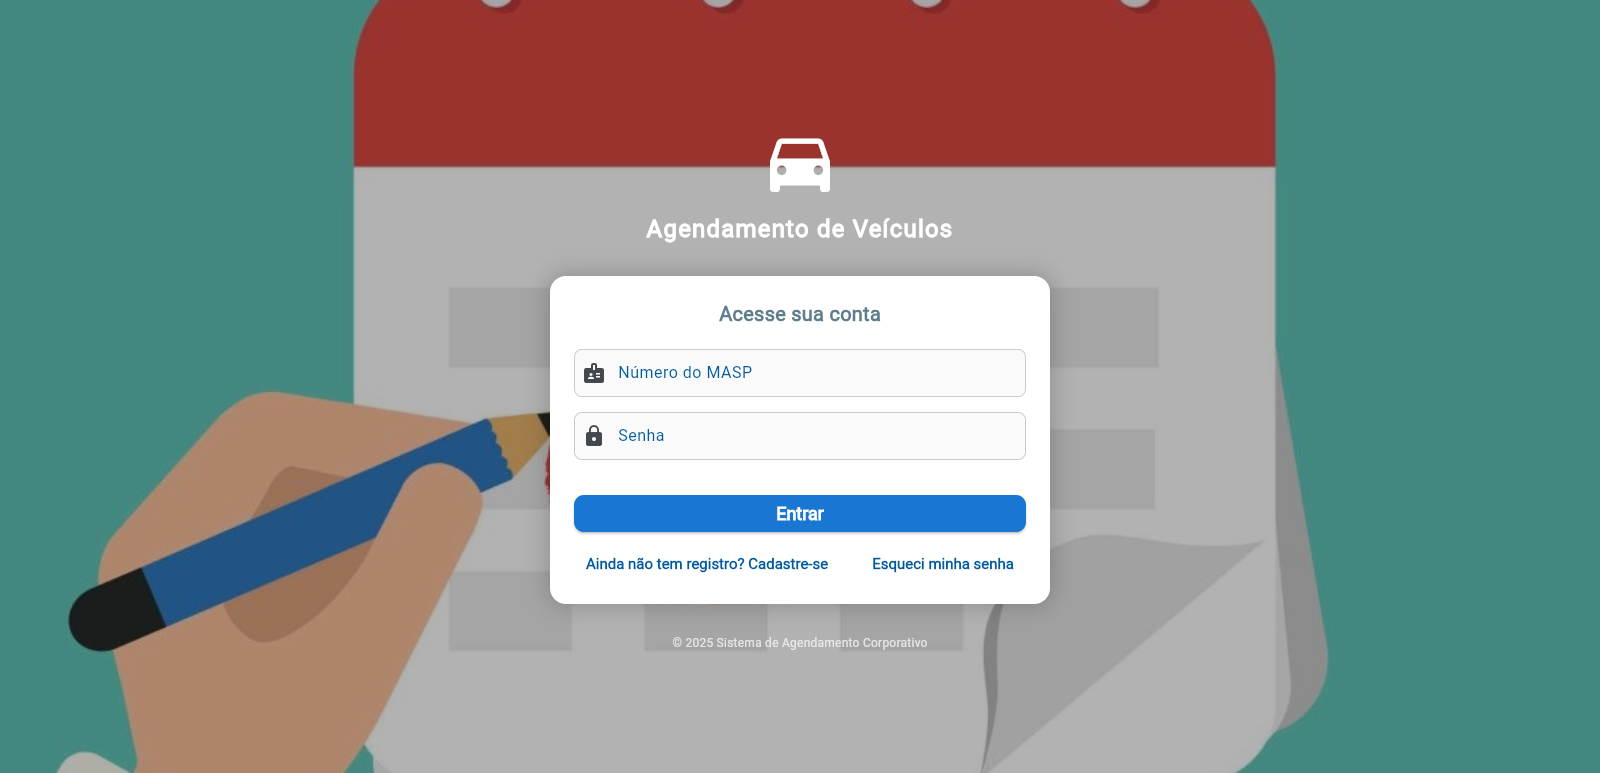 Agendamento de Veículos
Acesse sua conta
Número do MASP
Senha
Entrar
Ainda não tem registro? Cadastre-se
Esqueci minha senha
© 2025 Sistema de Agendamento Corporativo